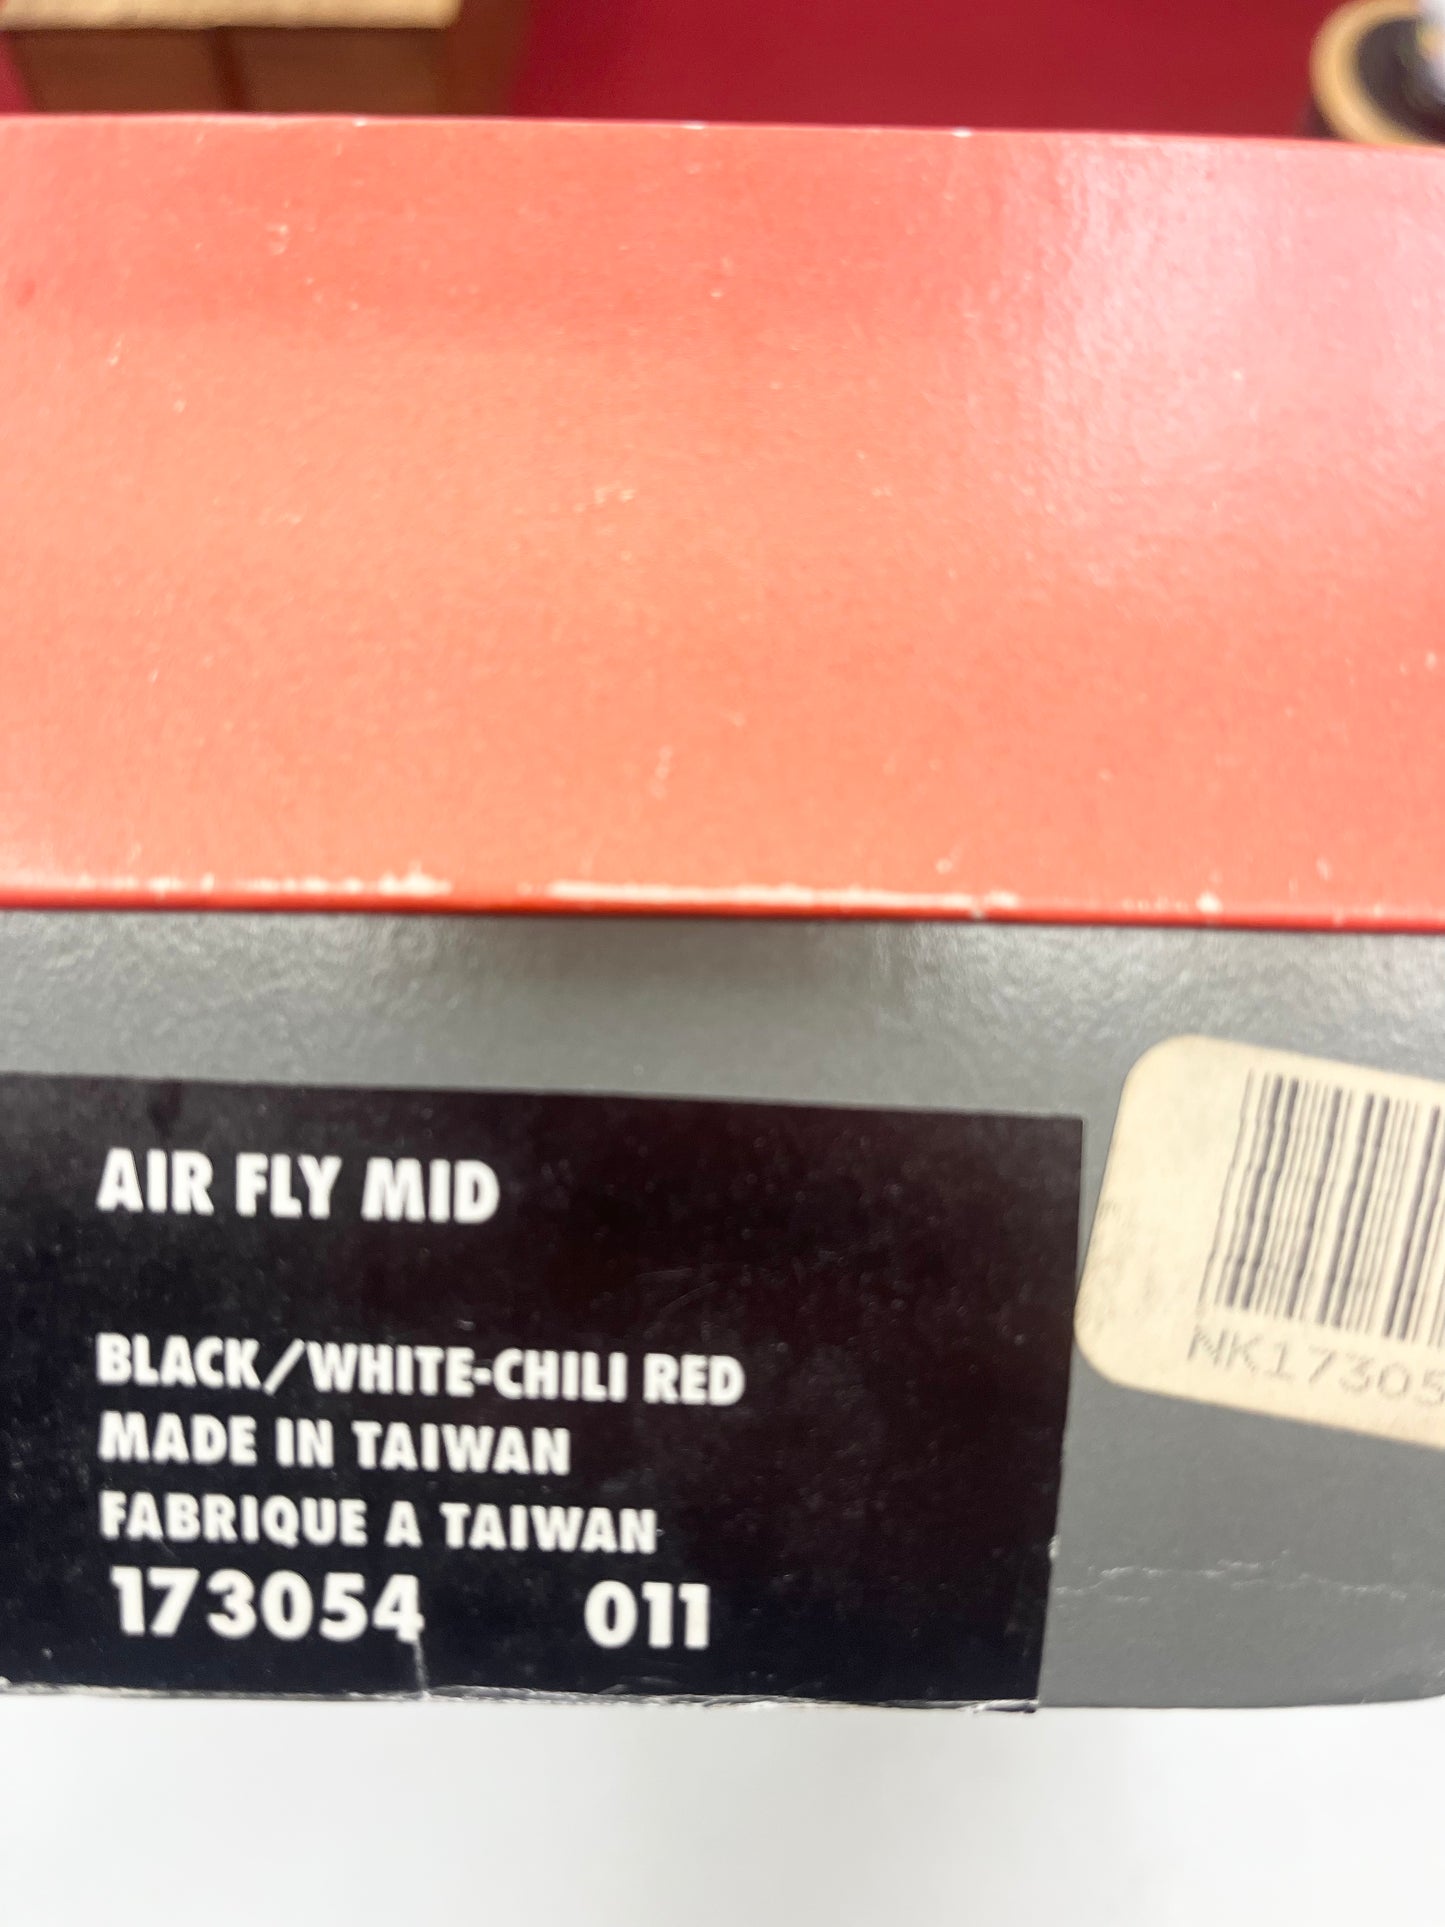 AIR FLY MID
BLACK/WHITE-CHILI RED
MADE IN TAIWAN
FABRIQUE A TAIWAN
173054 011
NK17305